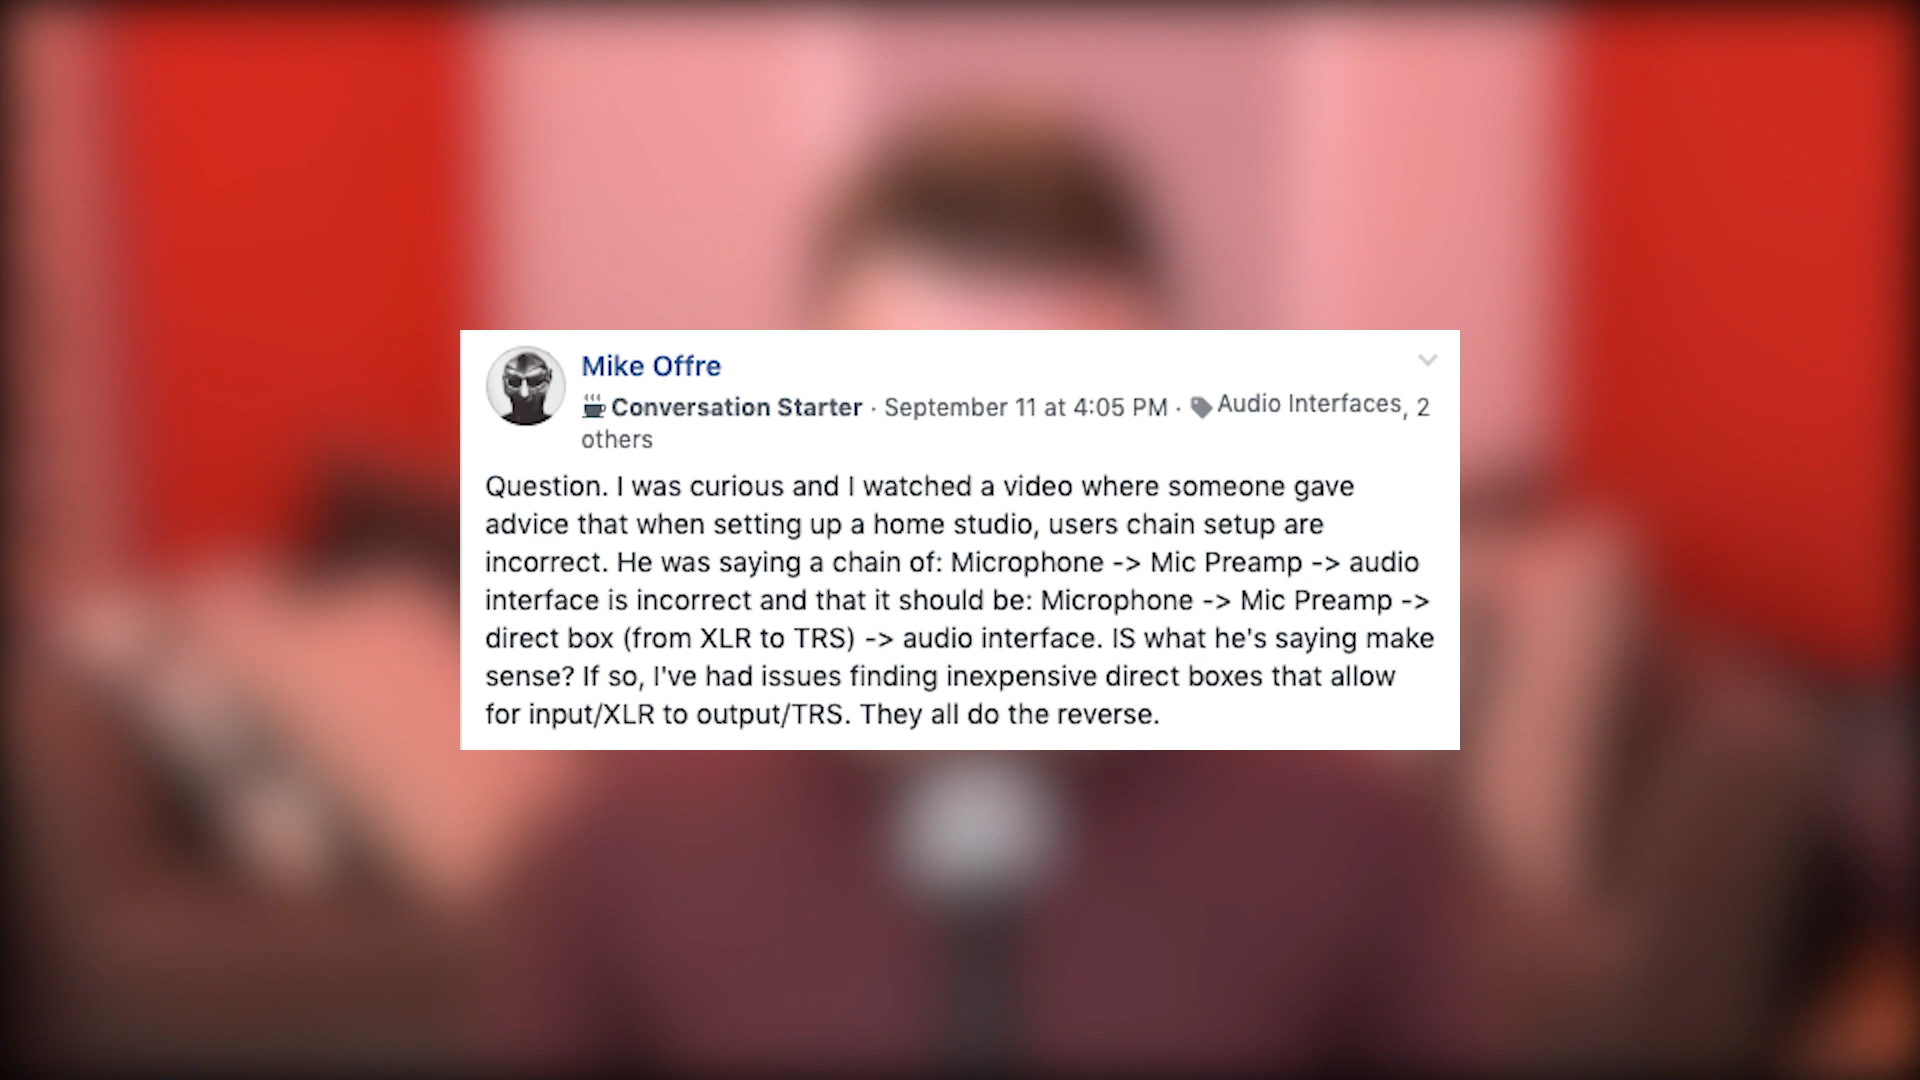 Mike Offre
Conversation Starter · September 11 at 4:05 PM · Audio Interfaces, 2
others
Question. I was curious and I watched a video where someone gave
advice that when setting up a home studio, users chain setup are
incorrect. He was saying a chain of: Microphone -> Mic Preamp -> audio
interface is incorrect and that it should be: Microphone -> Mic Preamp ->
direct box (from XLR to TRS) -> audio interface. IS what he's saying make
sense? If so, I've had issues finding inexpensive direct boxes that allow
for input/XLR to output/TRS. They all do the reverse.